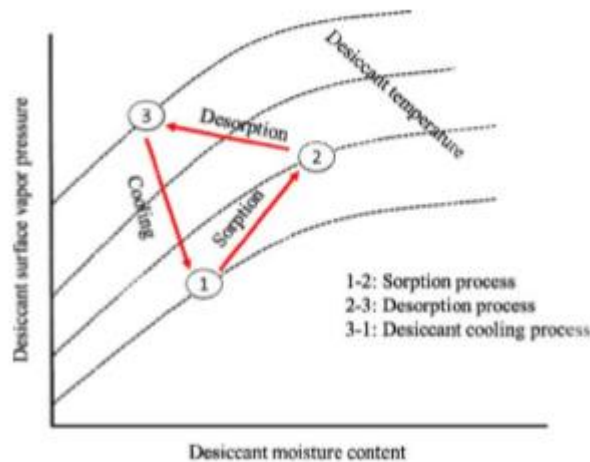 Desiccant temperature
3
Desorption
2
Cooling
Sorption
1
Desiccant surface vapor pressure
1-2: Sorption process
2-3: Desorption process
3-1: Desiccant cooling process
Desiccant moisture content